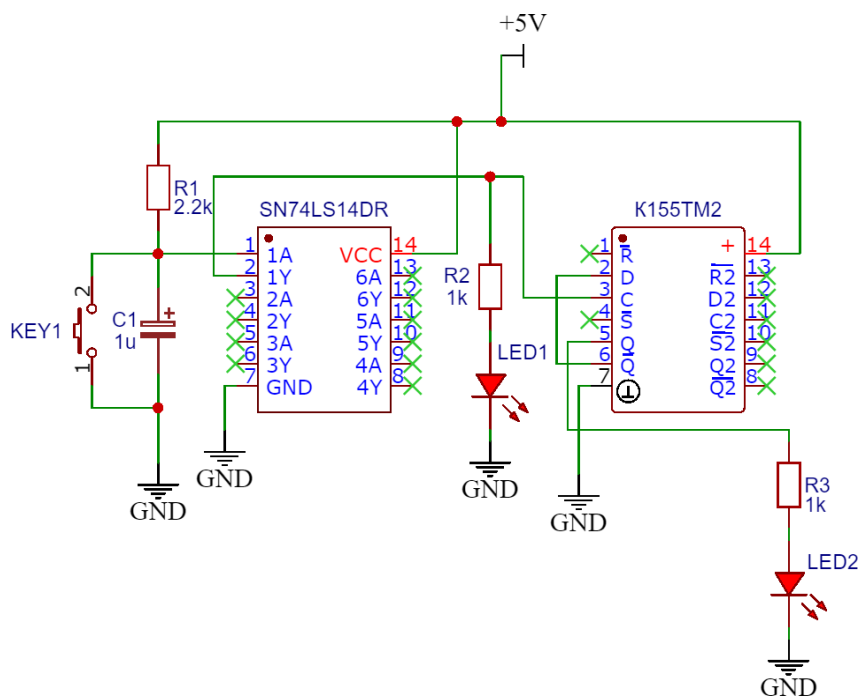 +5V
R1
2.2k
KEY1
2
1
C1
+
1u
GND
SN74LS14DR
1 1A VCC 14
2 1Y 6A 13
3 2A 6Y 12
4 2Y 5A 11
5 3A 5Y 10
6 3Y 4A 9
7 GND 4Y 8
GND
R2
1k
LED1
GND
К155ТМ2
1 R + 14
2 D R2 13
3 C D2 12
4 S C2 11
5 Q S2 10
6 Q Q2 9
7 Q2 8
GND
R3
1k
LED2
GND